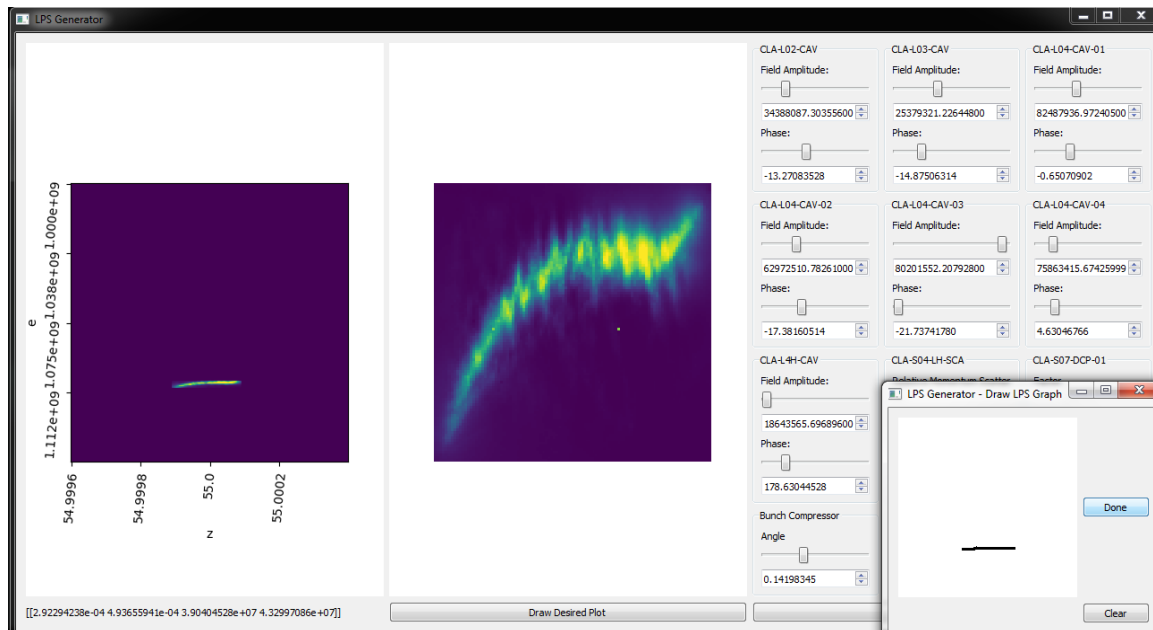 LPS Generator
e
1.000e+09
1.038e+09
1.075e+09
1.112e+09
54.9996
54.9998
55.0
55.0002
z
[[2.92294238e-04 4.93655941e-04 3.90404528e+07 4.32997086e+07]]
Draw Desired Plot
CLA-L02-CAV
Field Amplitude:
34388087.30355600
Phase:
-13.27083528
CLA-L03-CAV
Field Amplitude:
25379321.22644800
Phase:
-14.87506314
CLA-L04-CAV-01
Field Amplitude:
82487936.97240500
Phase:
-0.65070902
CLA-L04-CAV-02
Field Amplitude:
62972510.78261000
Phase:
-17.38160514
CLA-L04-CAV-03
Field Amplitude:
80201552.20792800
Phase:
-21.73741780
CLA-L04-CAV-04
Field Amplitude:
75863415.67425999
Phase:
4.63046766
CLA-L4H-CAV
Field Amplitude:
18643565.69689600
Phase:
178.63044528
CLA-S04-LH-SCA
CLA-S07-DCP-01
Bunch Compressor
Angle
0.14198345
LPS Generator - Draw LPS Graph
Done
Clear